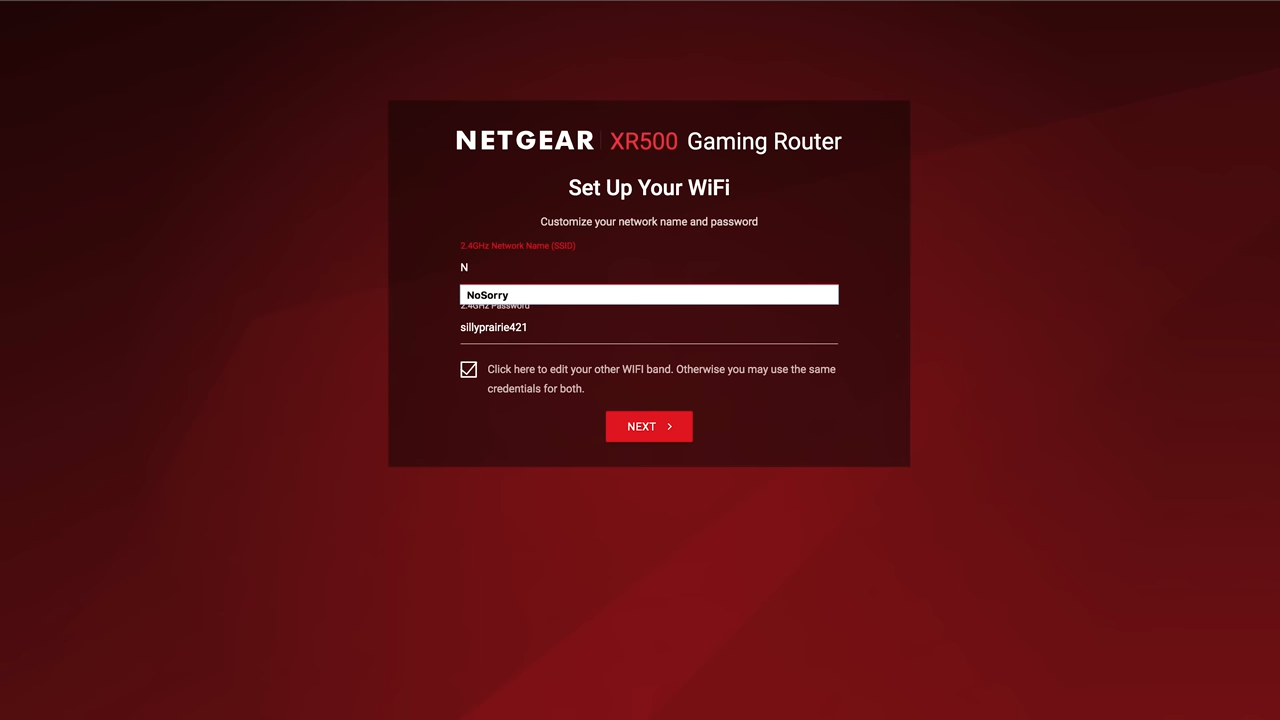 NETGEAR XR500 Gaming Router
Set Up Your WiFi
Customize your network name and password
2.4GHz Network Name (SSID)
N
NoSorry
2.4GHz Password
sillyprairie421
Click here to edit your other WIFI band. Otherwise you may use the same
credentials for both.
NEXT